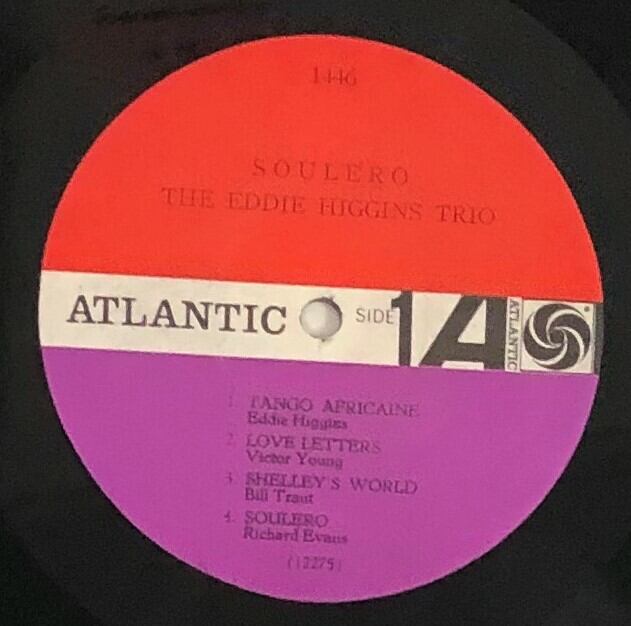 1446
SOULERO
THE EDDIE HIGGINS TRIO
ATLANTIC SIDE 1 A ATLANTIC
1. TANGO AFRICAINE
Eddie Higgins
2. LOVE LETTERS
Victor Young
3. SHELLEY'S WORLD
Bill Traut
4. SOULERO
Richard Evans
(12275)